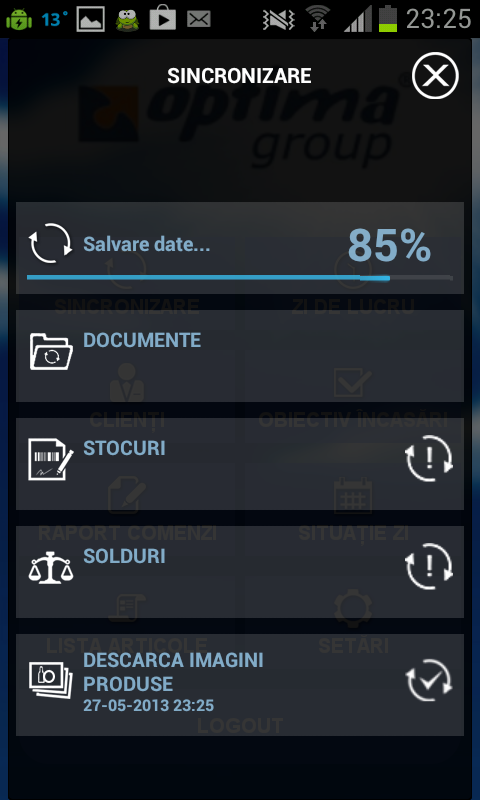 13°
23:25
SINCRONIZARE
optima
group
Salvare date...
85%
SINCRONIZARE
ZI DE LUCRU
DOCUMENTE
CLIENȚI
OBIECTIV ÎNCASĂRI
STOCURI
RAPORT COMENZI
SITUAȚIE ZI
SOLDURI
LISTA ARTICOLE
SETĂRI
DESCARCA IMAGINI
PRODUSE
27-05-2013 23:25
LOGOUT